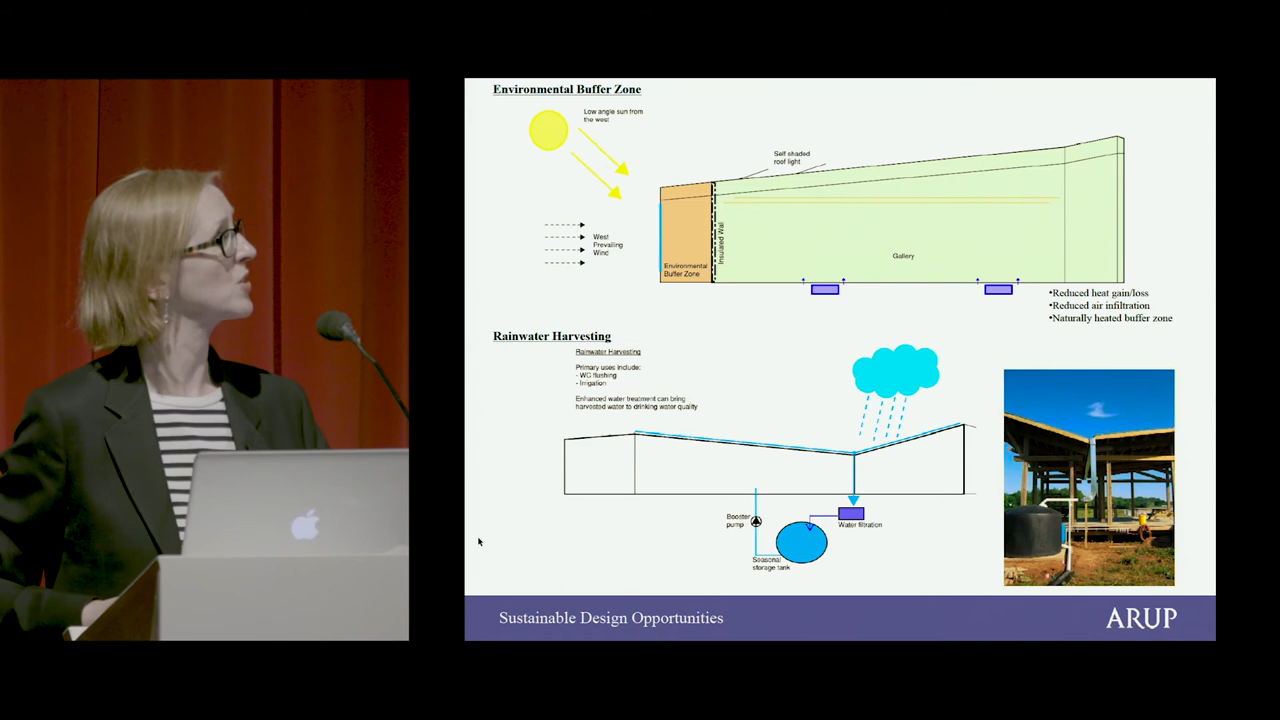 Environmental Buffer Zone
Low angle sun from
the west
Self shaded
roof light
West
Prevailing
Wind
Insulated Wall
Environmental
Buffer Zone
Gallery
•Reduced heat gain/loss
•Reduced air infiltration
•Naturally heated buffer zone
Rainwater Harvesting
Rainwater Harvesting
Primary uses include:
- WC flushing
- Irrigation
Enhanced water treatment can bring
harvested water to drinking water quality
Booster
pump
Water filtration
Seasonal
storage tank
Sustainable Design Opportunities
ARUP